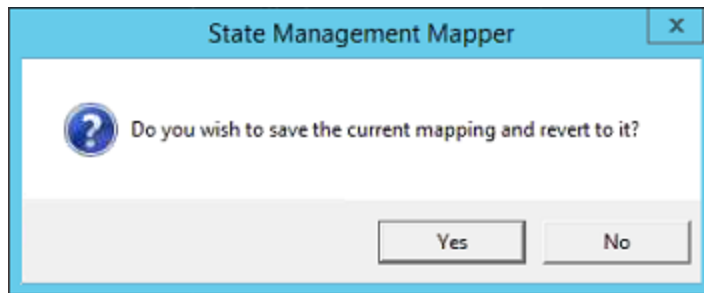 State Management Mapper
x
Do you wish to save the current mapping and revert to it?
Yes No